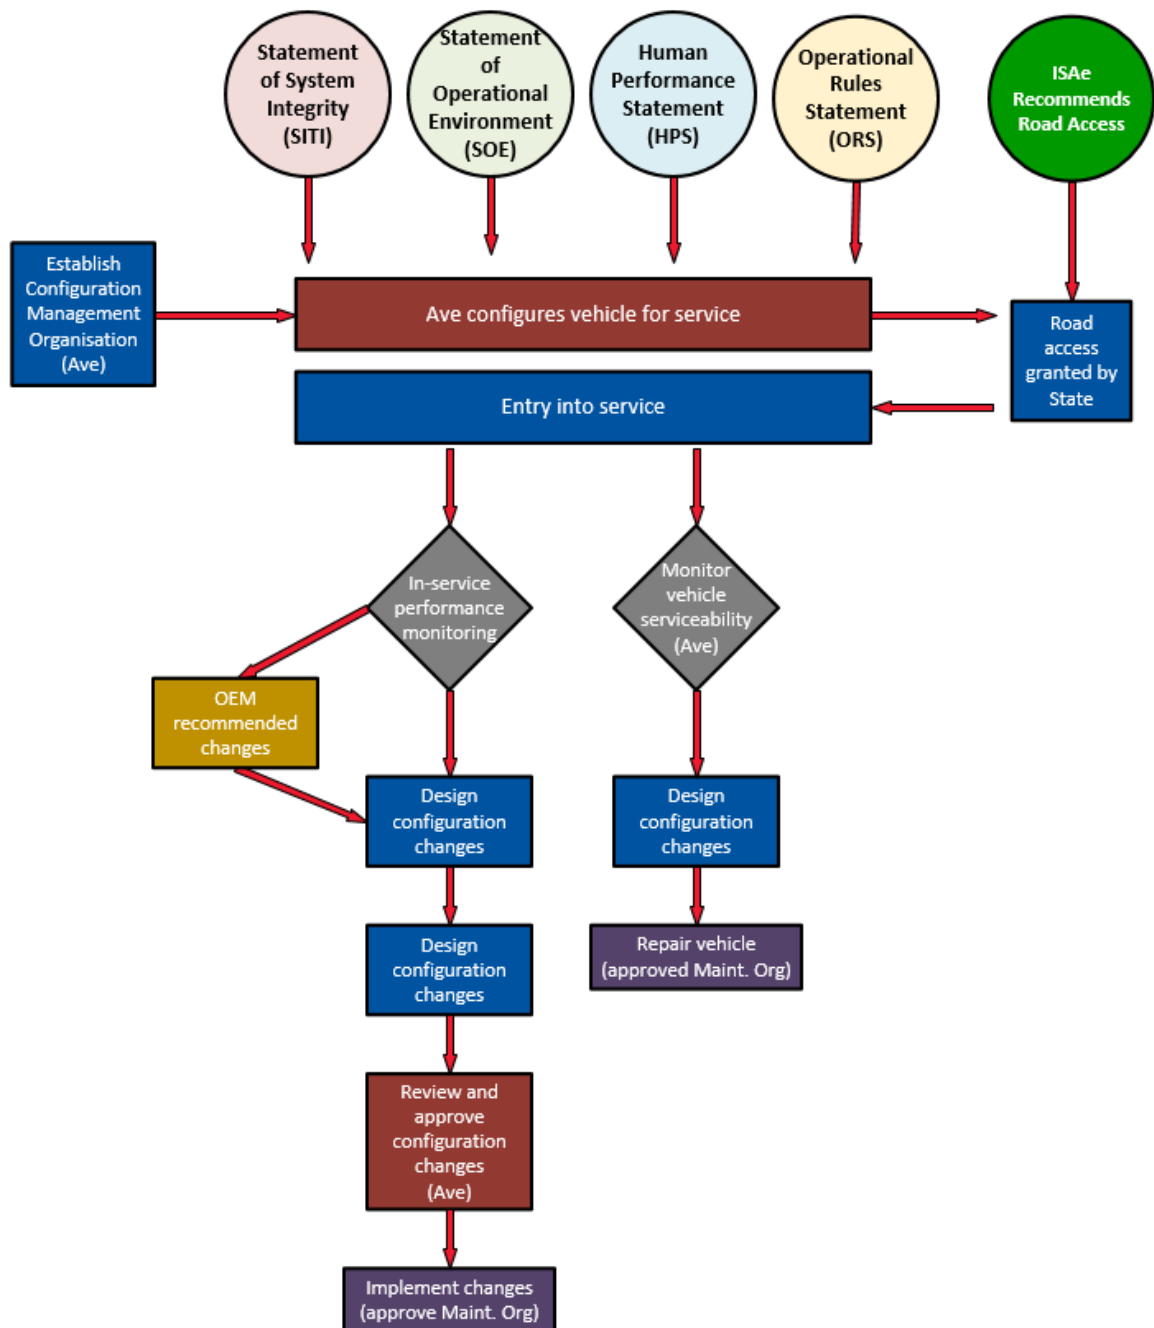 Statement
of System
Integrity
(SITI)
Statement
of
Operational
Environment
(SOE)
Human
Performance
Statement
(HPS)
Operational
Rules
Statement
(ORS)
ISAe
Recommends
Road Access
Establish
Configuration
Management
Organisation
(Ave)
Ave configures vehicle for service
Road
access
granted by
State
Entry into service
In-service
performance
monitoring
Monitor
vehicle
serviceability
(Ave)
OEM
recommended
changes
Design
configuration
changes
Design
configuration
changes
Design
configuration
changes
Repair vehicle
(approved Maint. Org)
Review and
approve
configuration
changes
(Ave)
Implement changes
(approve Maint. Org)